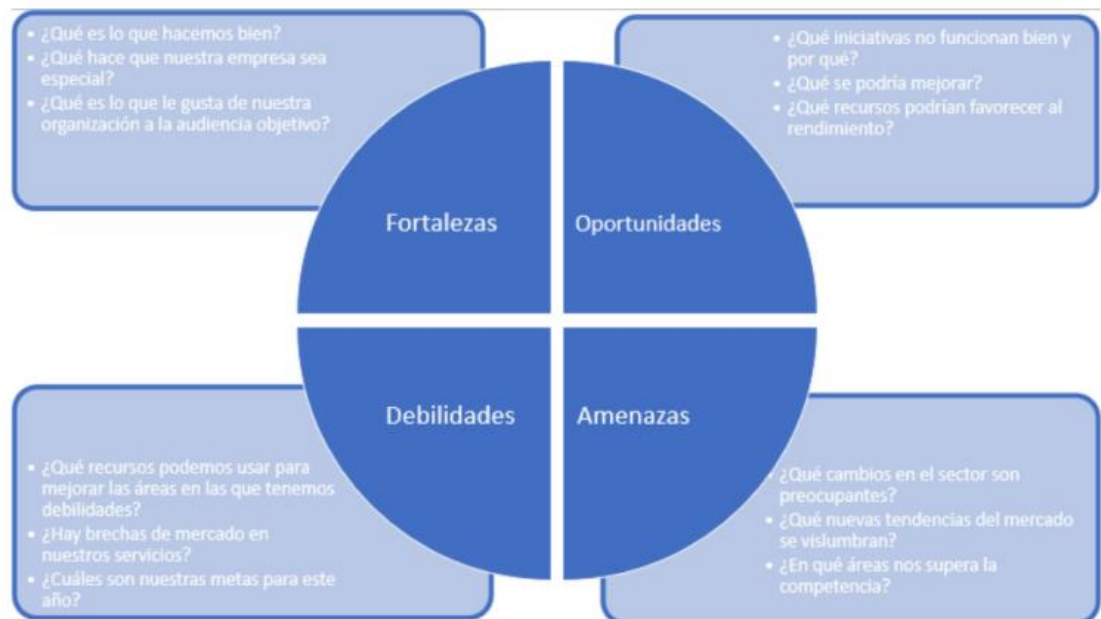 • ¿Qué es lo que hacemos bien?
• ¿Qué hace que nuestra empresa sea
especial?
• ¿Qué es lo que le gusta de nuestra
organización a la audiencia objetivo?
• ¿Qué iniciativas no funcionan bien y
por qué?
• ¿Qué se podría mejorar?
• ¿Qué recursos podrían favorecer al
rendimiento?
Fortalezas
Oportunidades
Debilidades
Amenazas
• ¿Qué recursos podemos usar para
mejorar las áreas en las que tenemos
debilidades?
• ¿Hay brechas de mercado en
nuestros servicios?
• ¿Cuáles son nuestras metas para este
año?
• ¿Qué cambios en el sector son
preocupantes?
• ¿Qué nuevas tendencias del mercado
se vislumbran?
• ¿En qué áreas nos supera la
competencia?